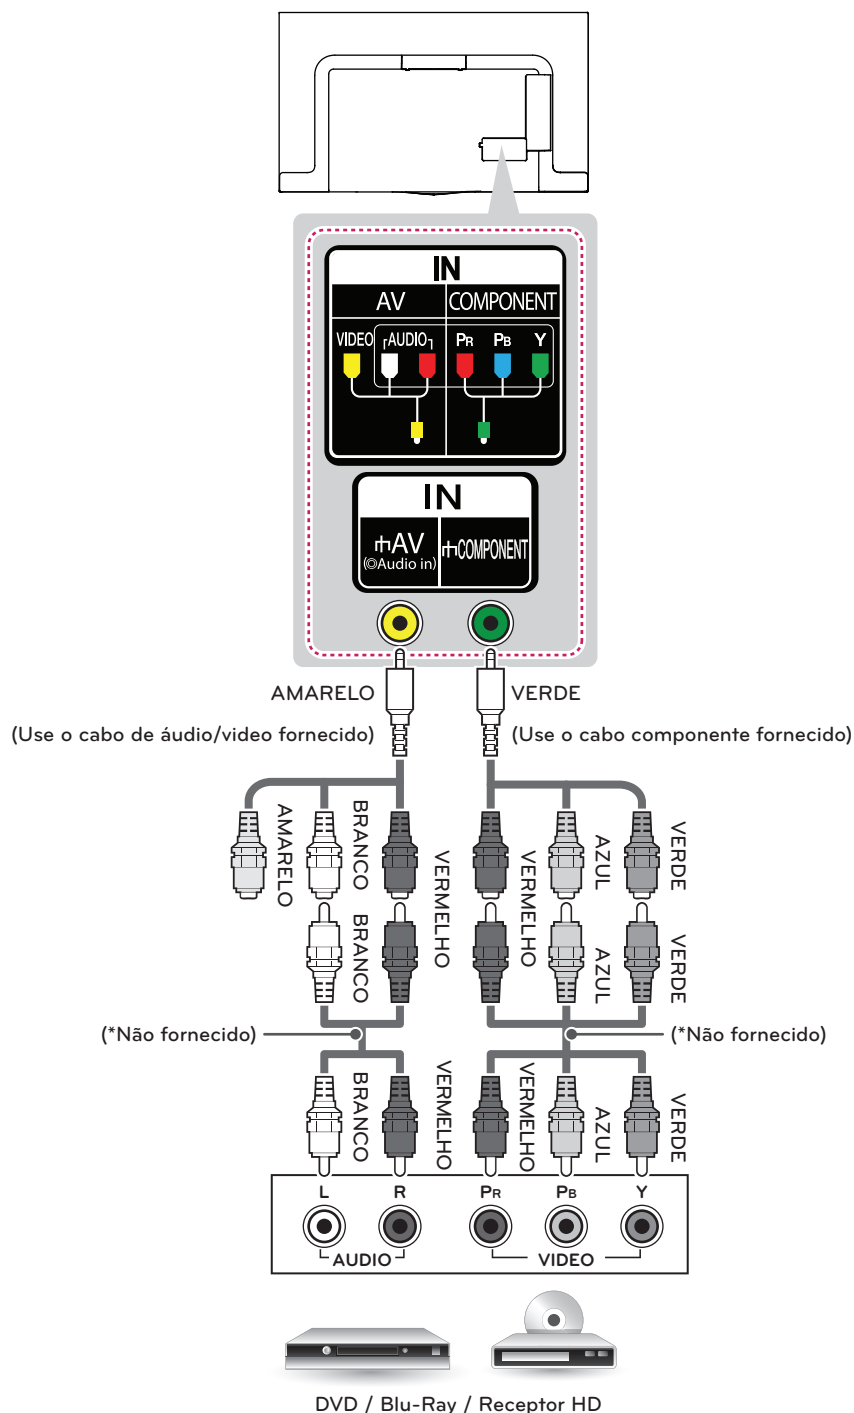 IN
AV COMPONENT
VIDEO AUDIO PR PB Y
IN
AV COMPONENT
(Audio in)
AMARELO VERDE
(Use o cabo de áudio/video fornecido) (Use o cabo componente fornecido)
AMARELO BRANCO VERMELHO VERMELHO AZUL VERDE
BRANCO AZUL VERDE
(*Não fornecido) (*Não fornecido)
BRANCO VERMELHO VERMELHO AZUL VERDE
L R PR PB Y
AUDIO VIDEO
DVD / Blu-Ray / Receptor HD